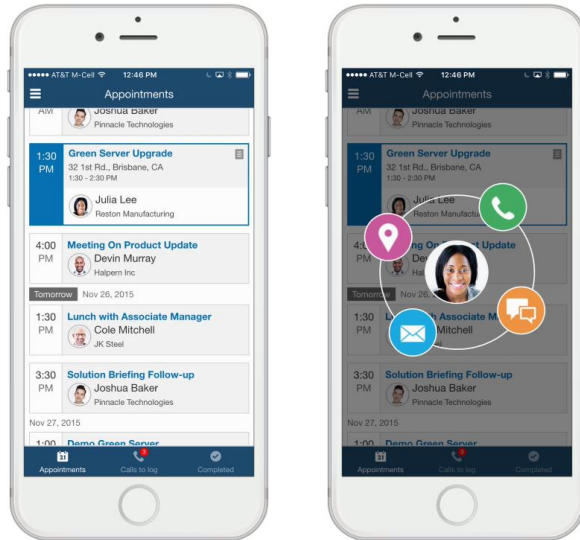 AT&T M-Cell 12:46 PM
Appointments
AM Joshua Baker
Pinnacle Technologies
1:30 PM Green Server Upgrade
32 1st Rd., Brisbane, CA
1:30 - 2:30 PM
Julia Lee
Reston Manufacturing
4:00 PM Meeting On Product Update
Devin Murray
Halpern Inc
Tomorrow Nov 26, 2015
1:30 PM Lunch with Associate Manager
Cole Mitchell
JK Steel
3:30 PM Solution Briefing Follow-up
Joshua Baker
Pinnacle Technologies
Nov 27, 2015
1:00 Demo Green Server
31 3
Appointments Calls to log Completed
AT&T M-Cell 12:46 PM
Appointments
AM Joshua Baker
Pinnacle Technologies
1:30 PM Green Server Upgrade
32 1st Rd., Brisbane, CA
1:30 - 2:30 PM
Julia Lee
Reston
ng On Product Update
Tomorrow Nov 26, 2015
1:30 PM
Mitchell
JK Steel
3:30 PM Solution Briefing Follow-up
Joshua Baker
Pinnacle Technologies
Nov 27, 2015
1:00 Demo Green Server
31 3
Appointments Calls to log Completed